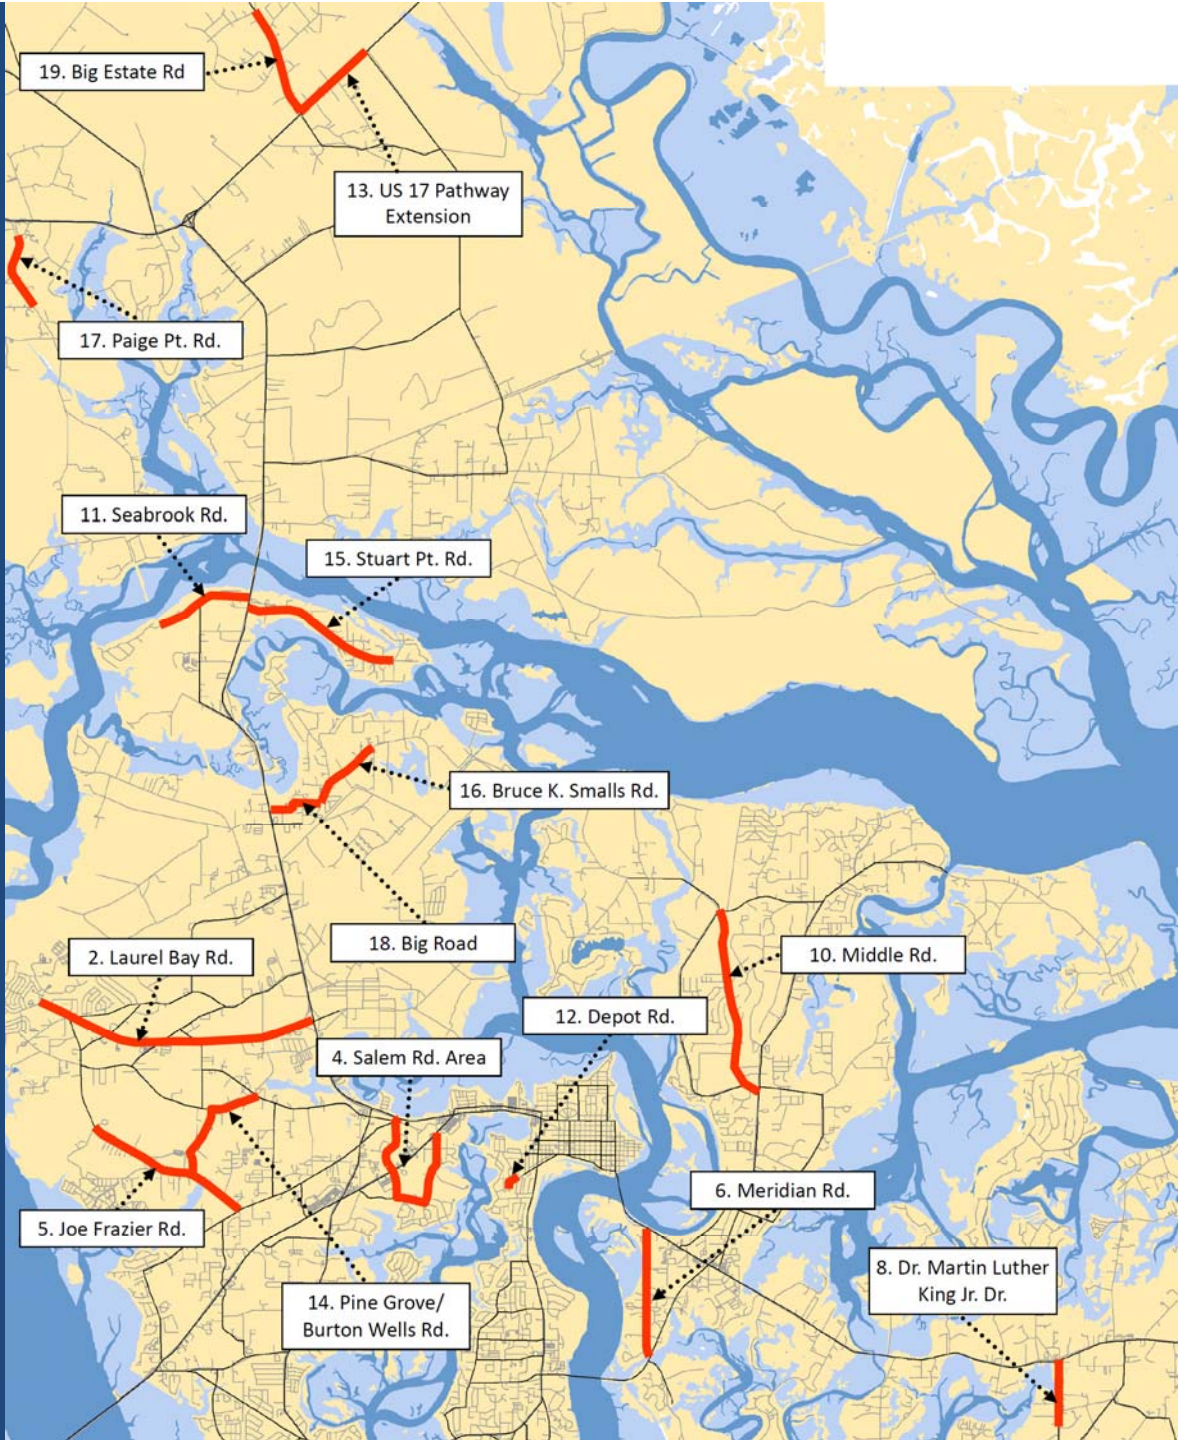 19. Big Estate Rd
13. US 17 Pathway
Extension
17. Paige Pt. Rd.
11. Seabrook Rd.
15. Stuart Pt. Rd.
16. Bruce K. Smalls Rd.
18. Big Road
2. Laurel Bay Rd.
10. Middle Rd.
12. Depot Rd.
4. Salem Rd. Area
6. Meridian Rd.
5. Joe Frazier Rd.
8. Dr. Martin Luther
King Jr. Dr.
14. Pine Grove/
Burton Wells Rd.